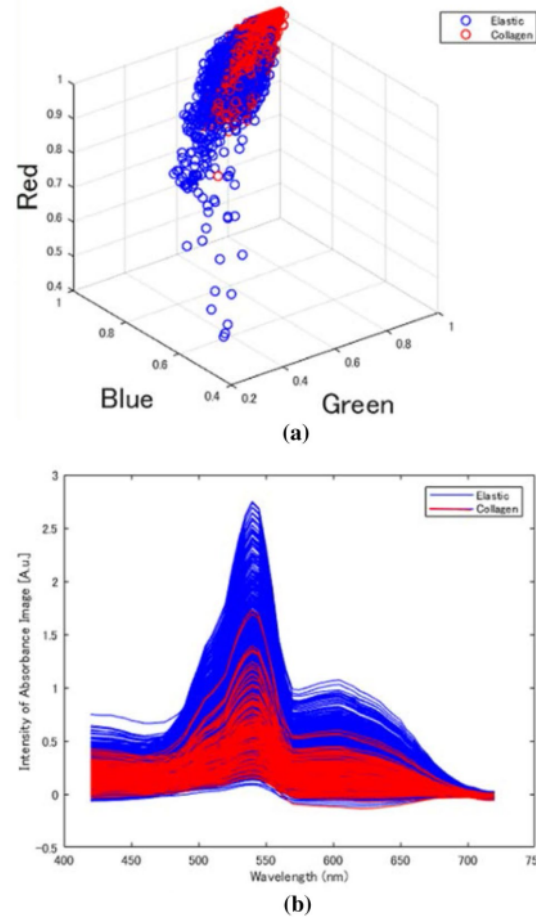 Elastic
Collagen
1
0.9
0.8
0.7
0.6
0.5
0.4
Red
1
0.8
0.6
0.4
Blue
0.2
0.4
0.6
0.8
1
Green
(a)
3
2.5
2
1.5
1
0.5
0
-0.5
Intensity of Absorbance Image [A.u.]
Elastic
Collagen
400 450 500 550 600 650 700 75
Wavelength (nm)
(b)